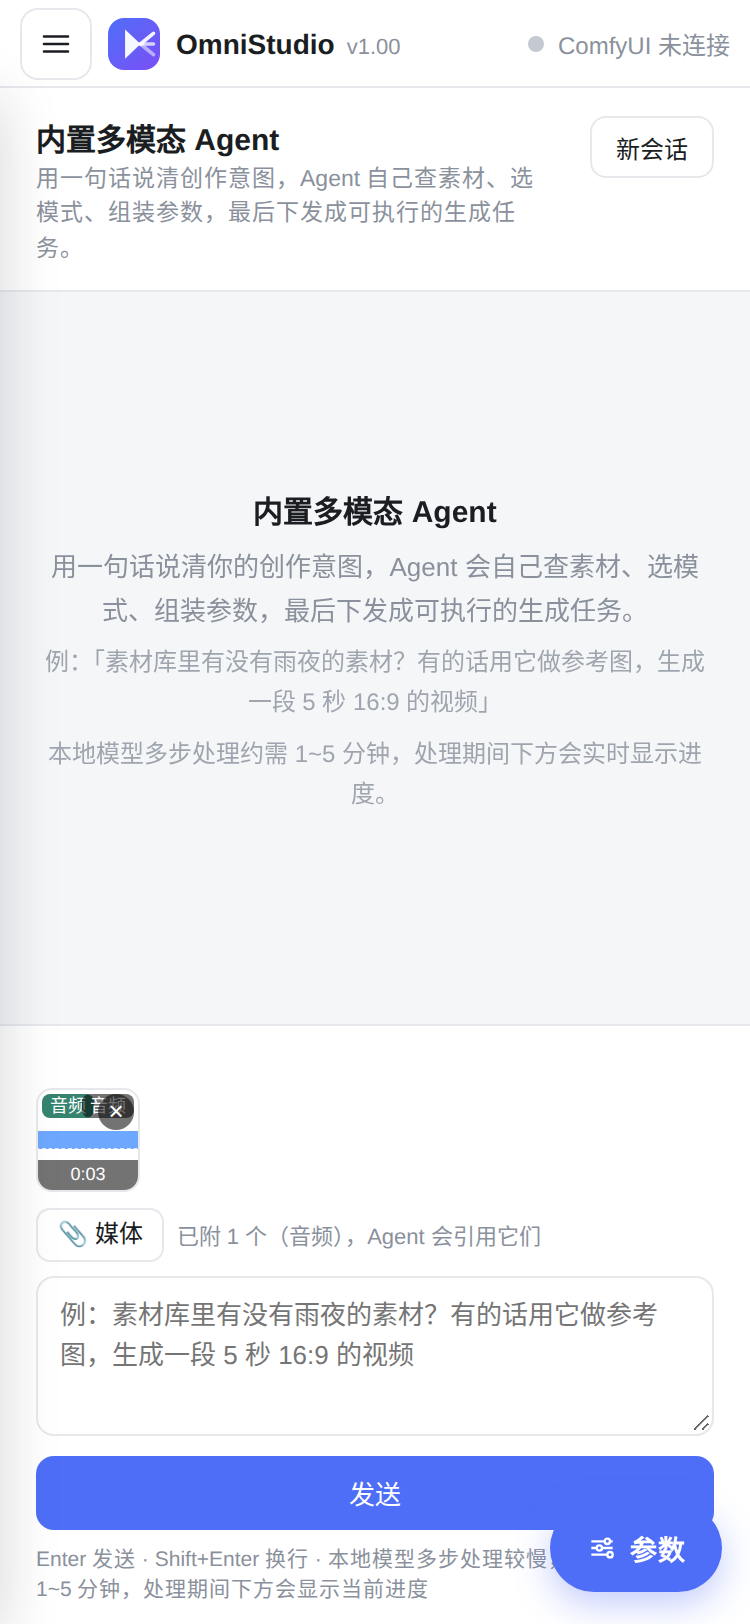 OmniStudio v1.00
ComfyUI 未连接
内置多模态 Agent
新会话
用一句话说清创作意图，Agent 自己查素材、选
模式、组装参数，最后下发成可执行的生成任
务。
内置多模态 Agent
用一句话说清你的创作意图，Agent 会自己查素材、选模
式、组装参数，最后下发可执行的生成任务。
例：「素材库里有没有雨夜的素材？有的话用它做参考图，生成
一段 5 秒 16:9 的视频」
本地模型多步处理约需 1~5 分钟，处理期间下方会实时显示进
度。
音频 音频
0:03
媒体
已附 1 个（音频），Agent 会引用它们
例：素材库里有没有雨夜的素材？有的话用它做参考
图，生成一段 5 秒 16:9 的视频
发送
Enter 发送 · Shift+Enter 换行 · 本地模型多步处理较慢，
1~5 分钟，处理期间下方会显示当前进度
参数